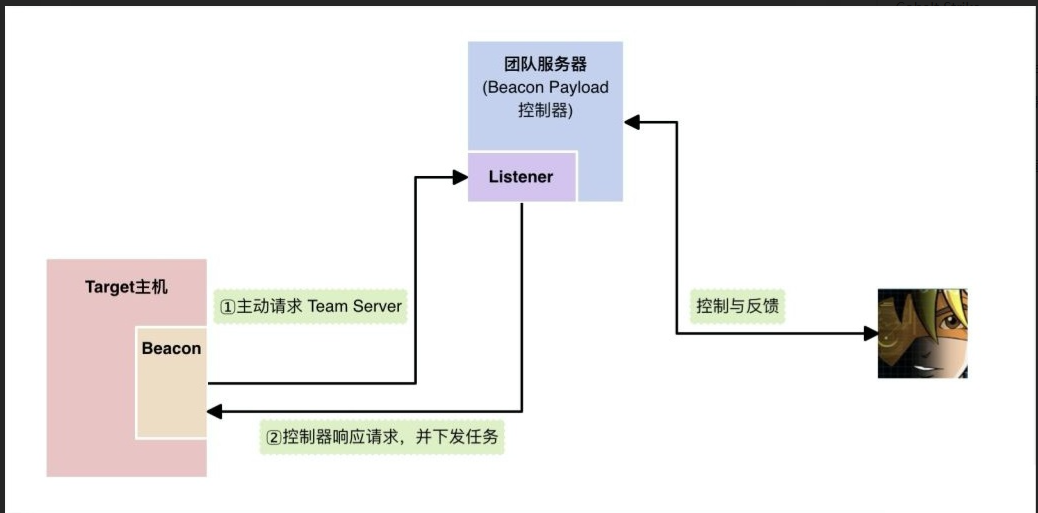 团队服务器
(Beacon Payload
控制器)
Listener
Target主机
①主动请求 Team Server
控制与反馈
Beacon
②控制器响应请求，并下发任务